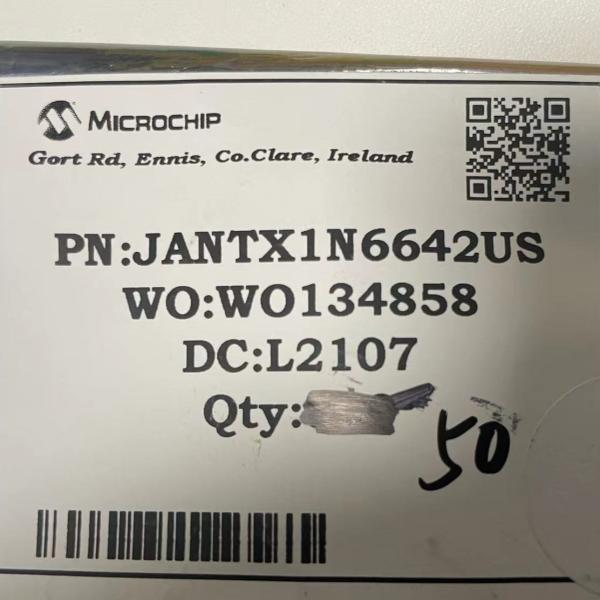 MICROCHIP
Gort Rd, Ennis, Co.Clare, Ireland
PN:JANTX1N6642US
WO:WO134858
DC:L2107
Qty:
50